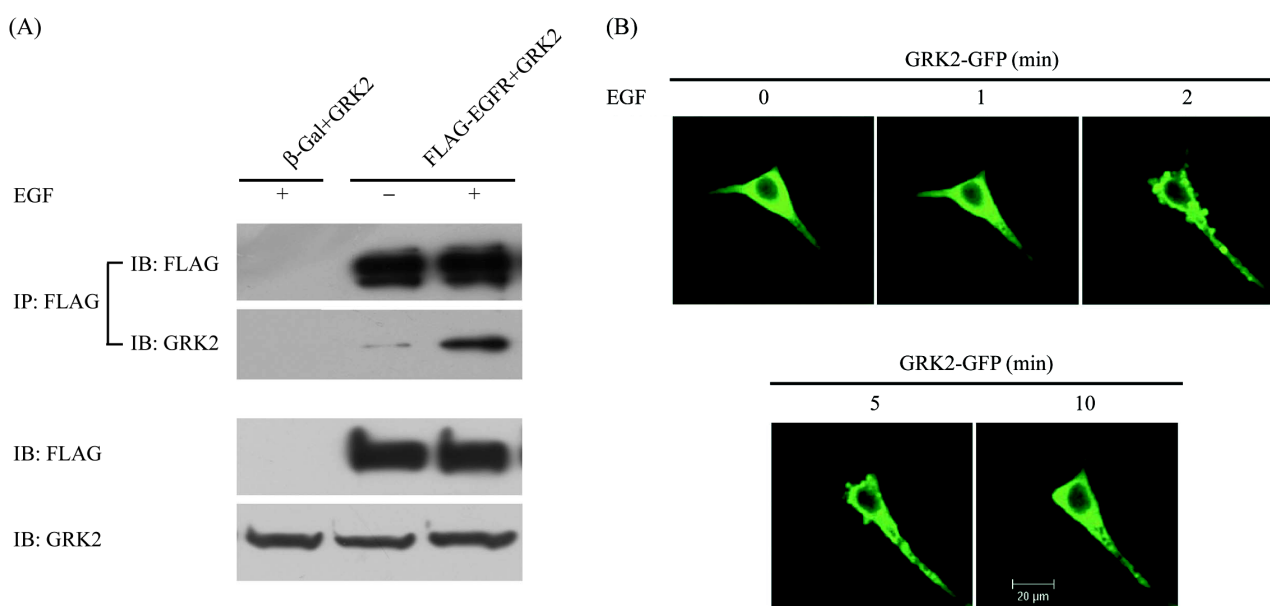 (A)
β-Gal+GRK2
FLAG-EGFR+GRK2
EGF + − +
IP: FLAG
IB: FLAG
IB: GRK2
IB: FLAG
IB: GRK2
(B)
GRK2-GFP (min)
EGF 0 1 2
GRK2-GFP (min)
5 10
20 μm